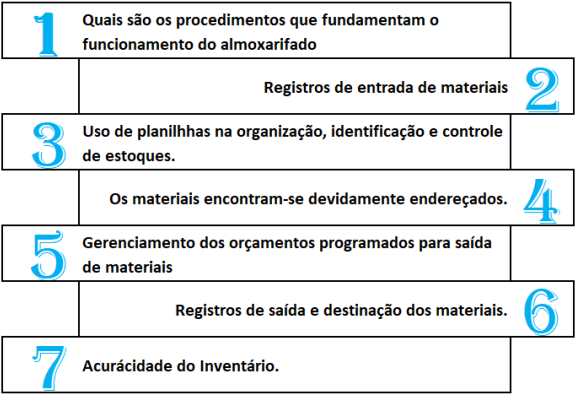 1 Quais são os procedimentos que fundamentam o
funcionamento do almoxarifado
Registros de entrada de materiais 2
3 Uso de planilhhas na organização, identificação e controle
de estoques.
Os materiais encontram-se devidamente endereçados. 4
5 Gerenciamento dos orçamentos programados para saída
de materiais
Registros de saída e destinação dos materiais. 6
7 Acurácidade do Inventário.